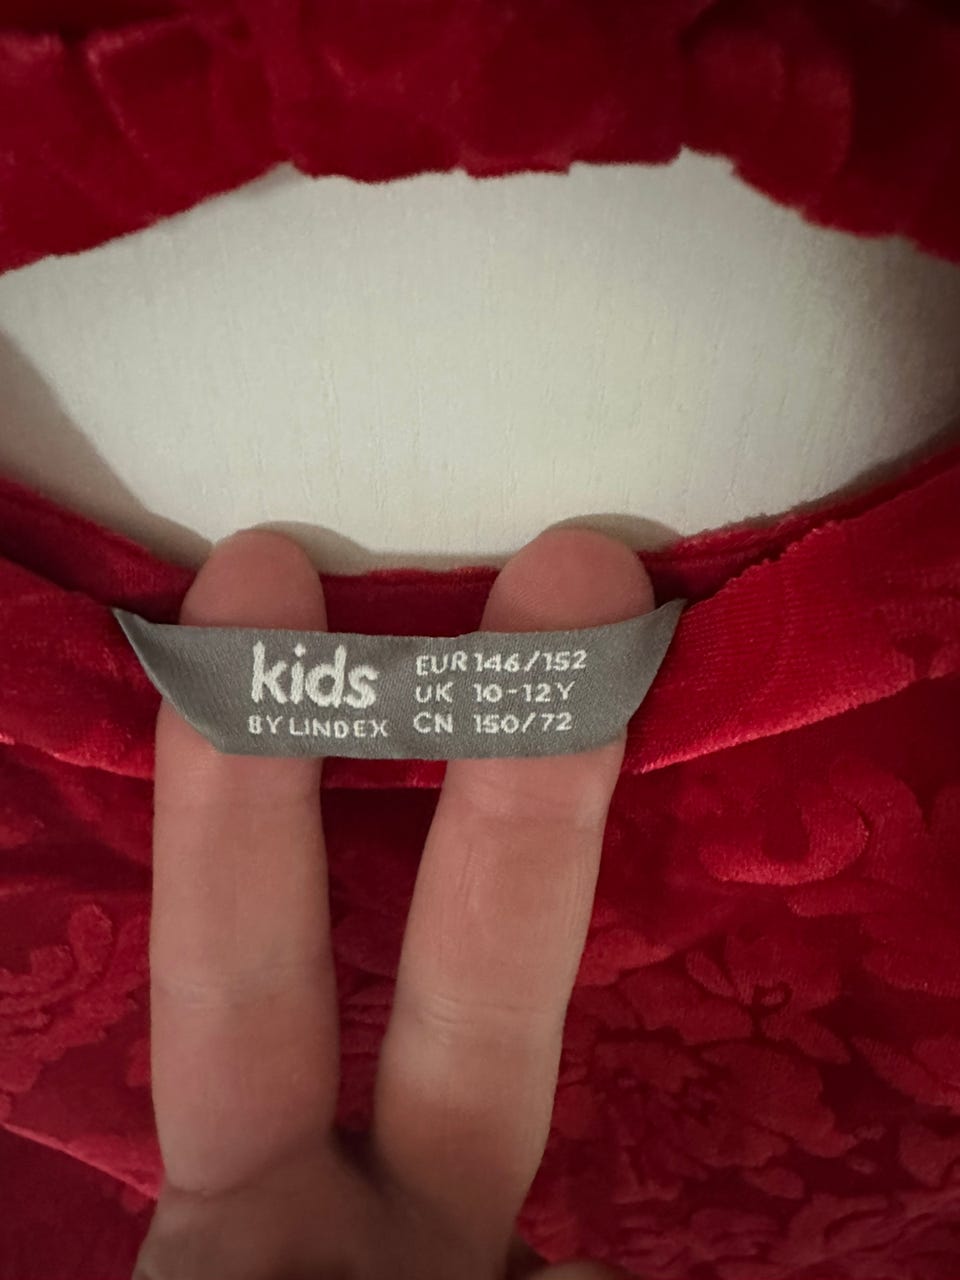 kids
BY LINDEX
EUR 146/152
UK 10-12Y
CN 150/72